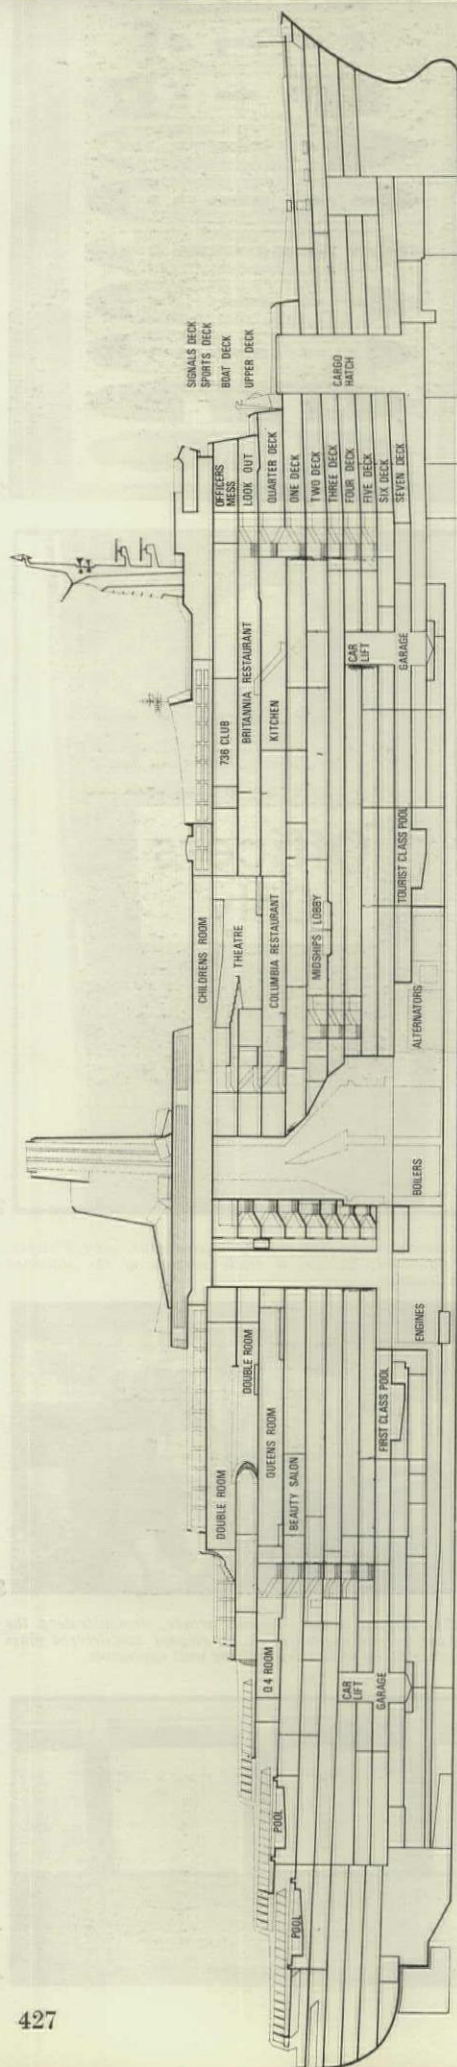 SIGNALS DECK
SPORTS DECK
BOAT DECK
UPPER DECK
OFFICERS
MESS
LOOK OUT
QUARTER DECK
ONE DECK
TWO DECK
THREE DECK
FOUR DECK
FIVE DECK
SIX DECK
SEVEN DECK
CARGO
HATCH
736 CLUB
BRITANNIA RESTAURANT
KITCHEN
CAR
LIFT
GARAGE
CHILDRENS ROOM
THEATRE
COLUMBIA RESTAURANT
MIDSHIPS LOBBY
TOURIST CLASS POOL
ALTERNATORS
BOILERS
ENGINES
DOUBLE ROOM
DOUBLE ROOM
QUEENS ROOM
BEAUTY SALON
FIRST CLASS POOL
Q.4 ROOM
CAR
LIFT
GARAGE
POOL
POOL
427